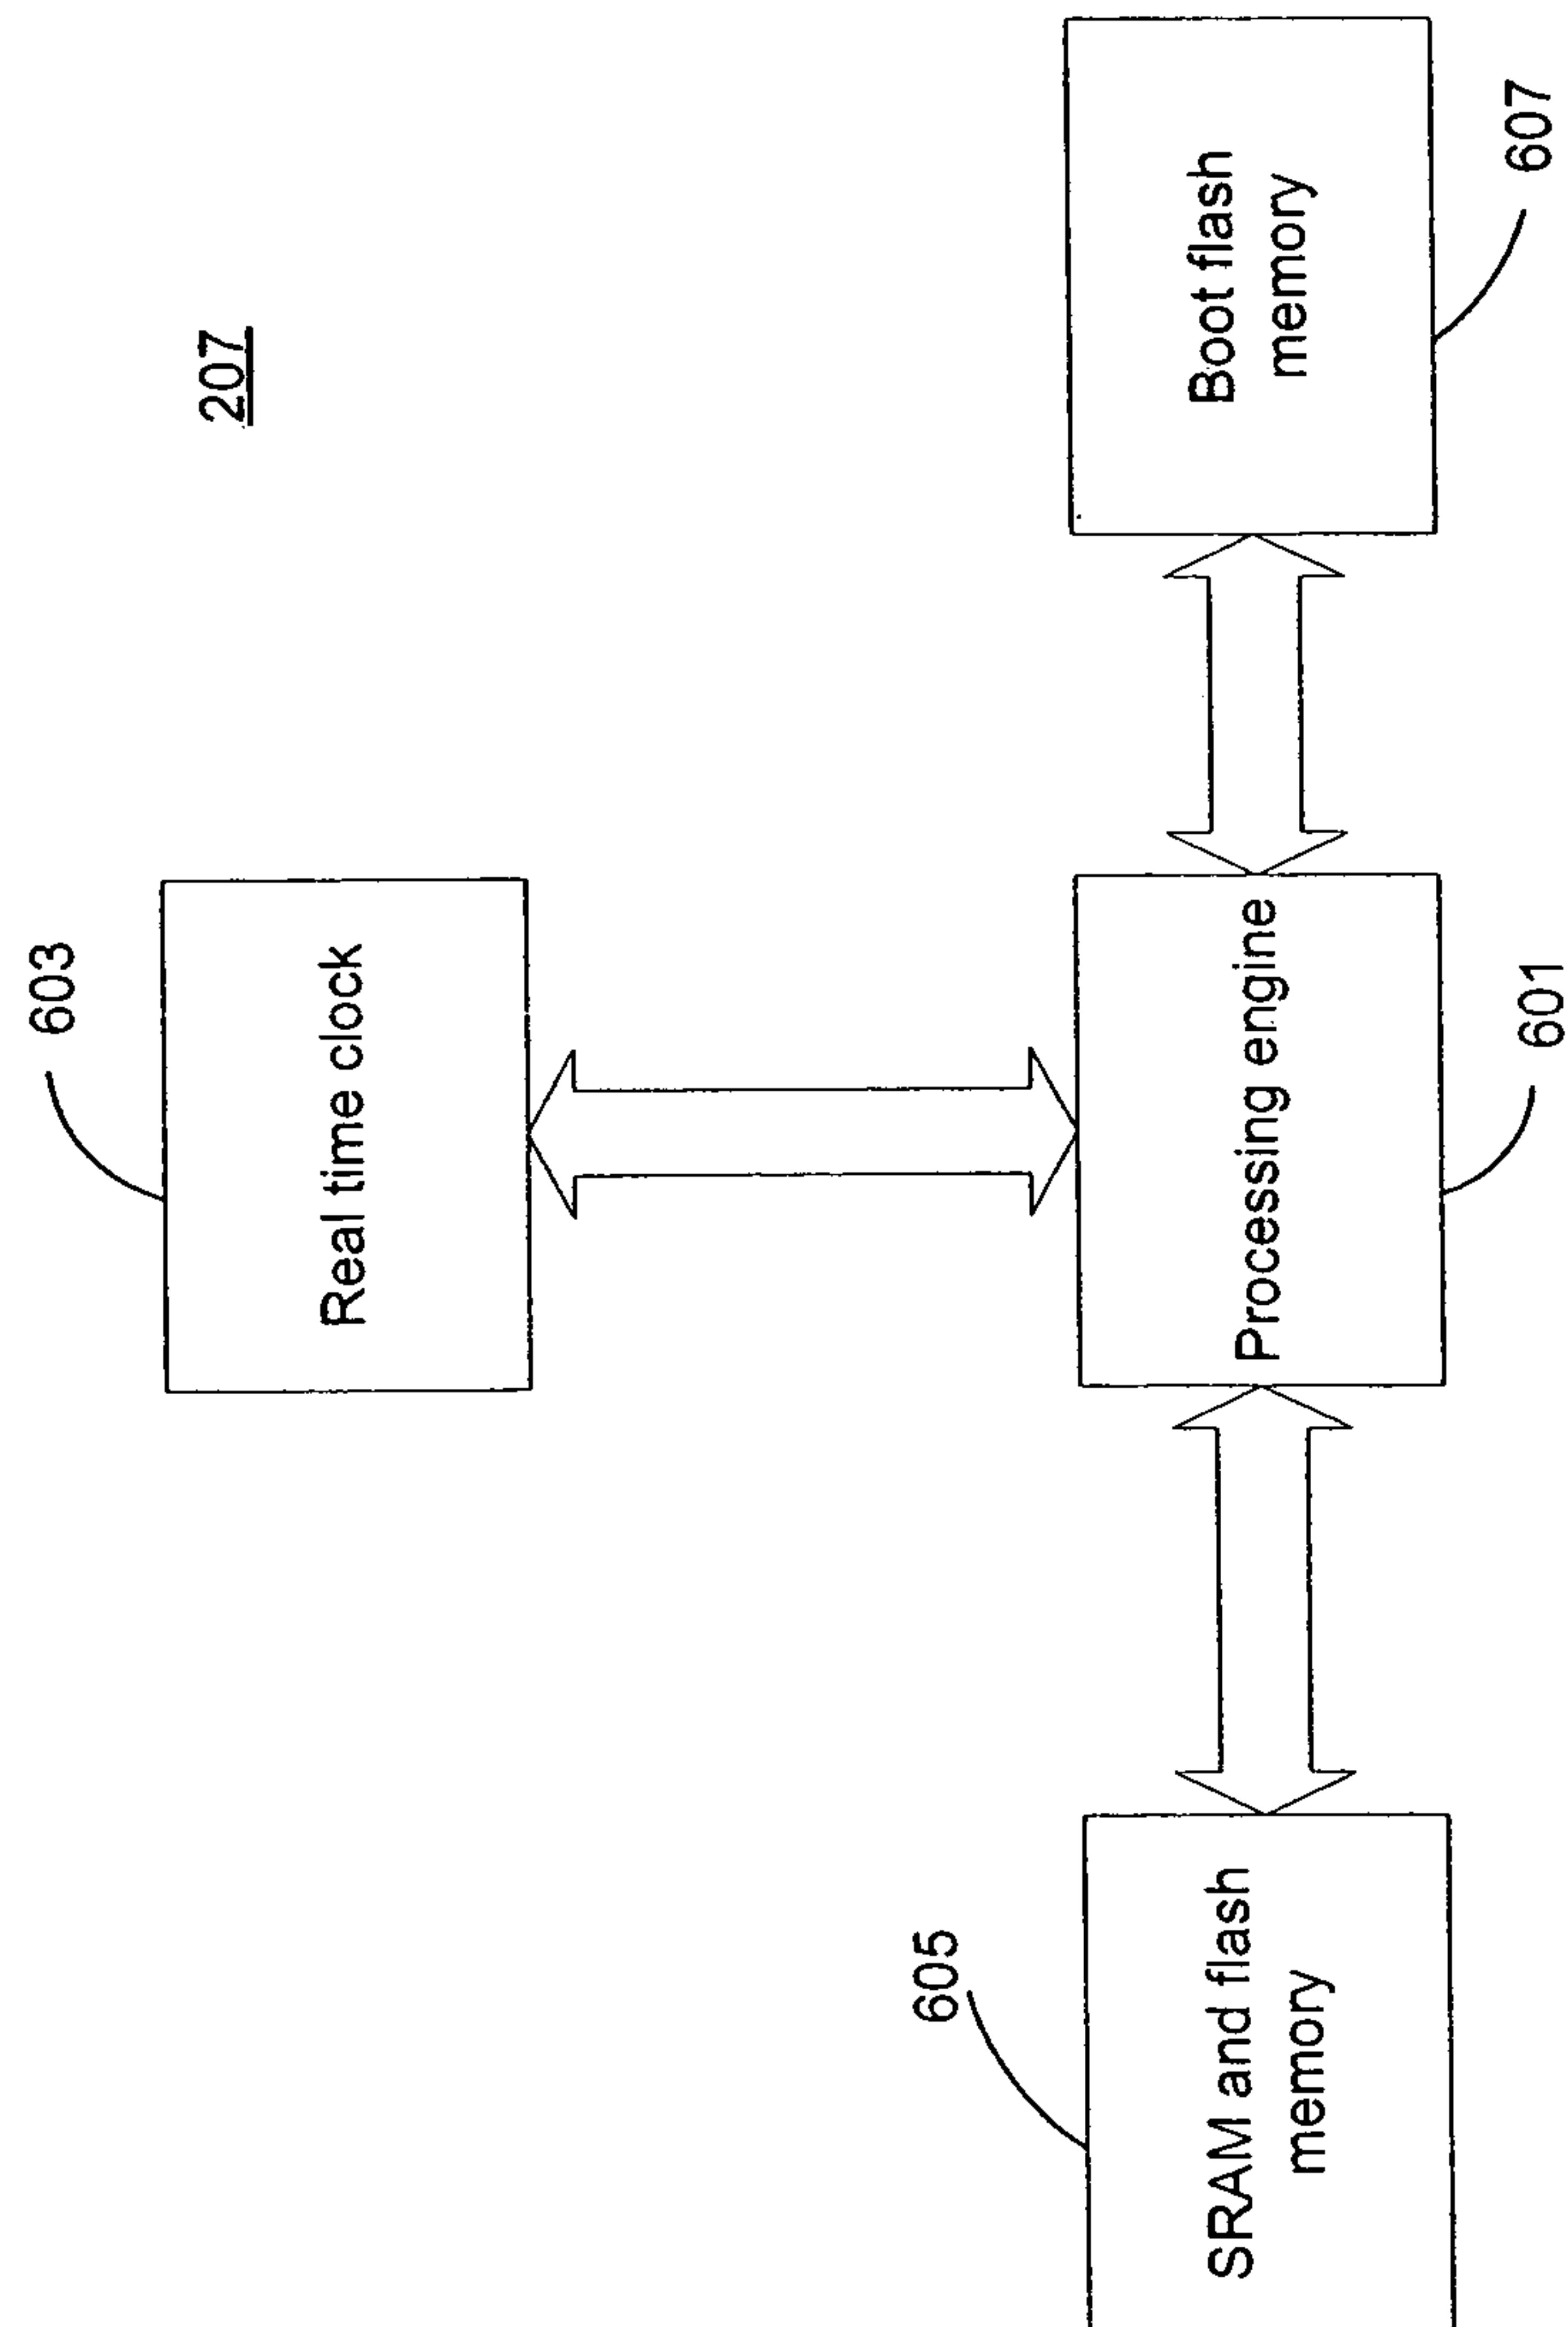 603
207
Real time clock
605
SRAM and flash
memory
Processing engine
Boot flash
memory
601
607